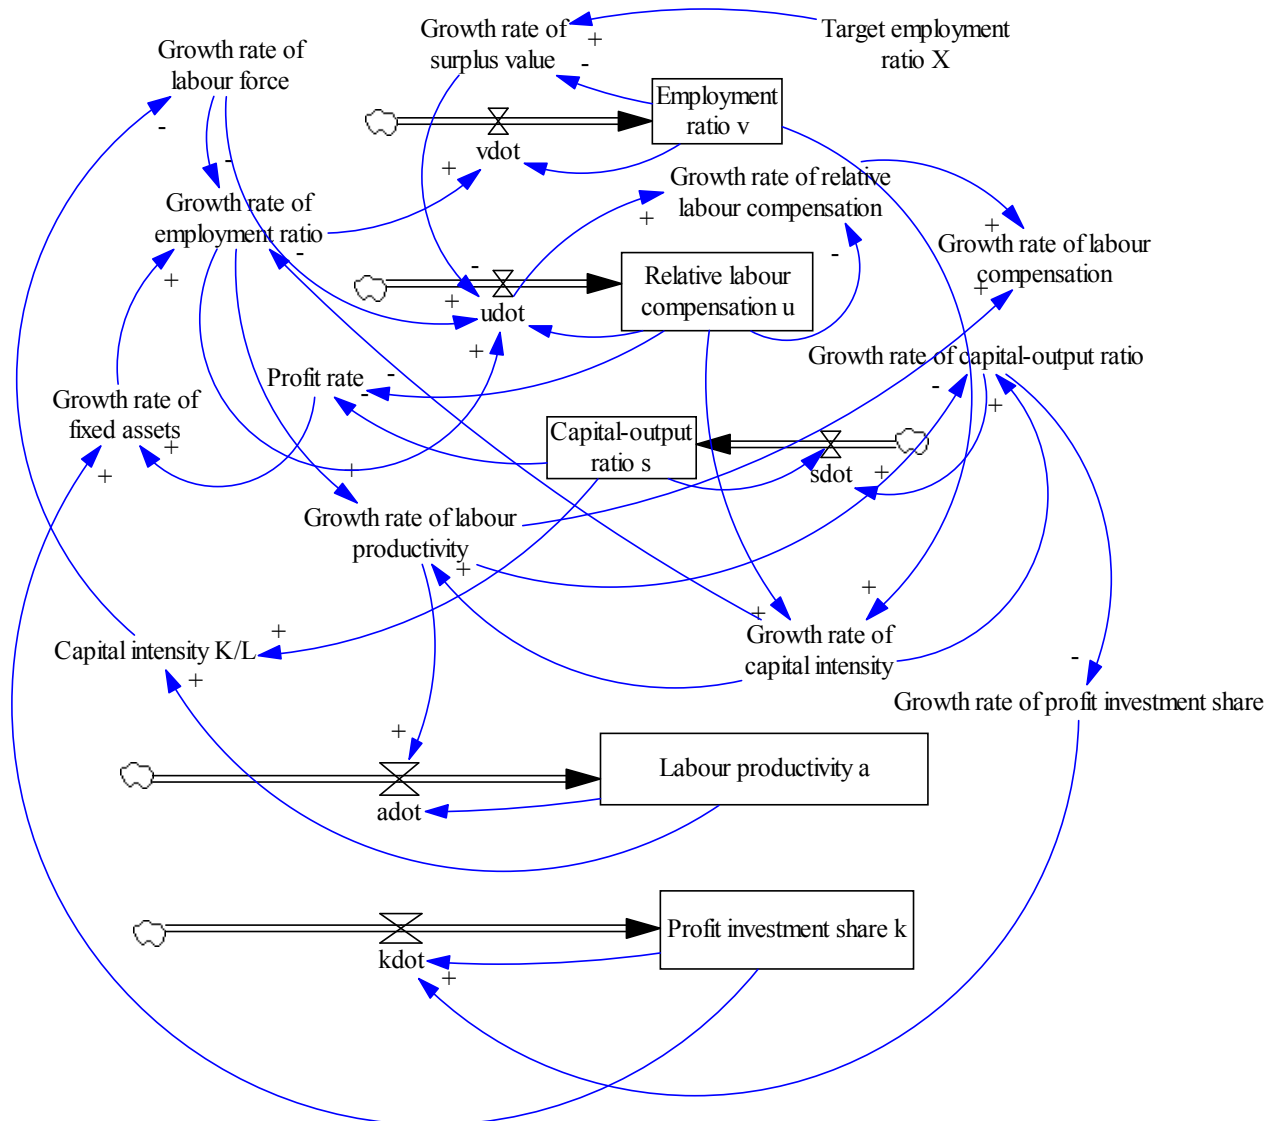 Growth rate of
surplus value
+
-
Target employment
ratio X
Growth rate of
labour force
-
-
Employment
ratio v
vdot
+
Growth rate of relative
labour compensation
+
-
Growth rate of
employment ratio
-
+
Growth rate of labour
compensation
+
+
Relative labour
compensation u
udot
-
+
+
Profit rate
-
-
Growth rate of capital-output ratio
-
+
Growth rate of
fixed assets
+
+
Capital-output
ratio s
sdot
+
Growth rate of labour
productivity
+
+
Growth rate of
capital intensity
+
+
Capital intensity K/L
+
+
-
Growth rate of profit investment share
+
Labour productivity a
adot
Profit investment share k
kdot
+